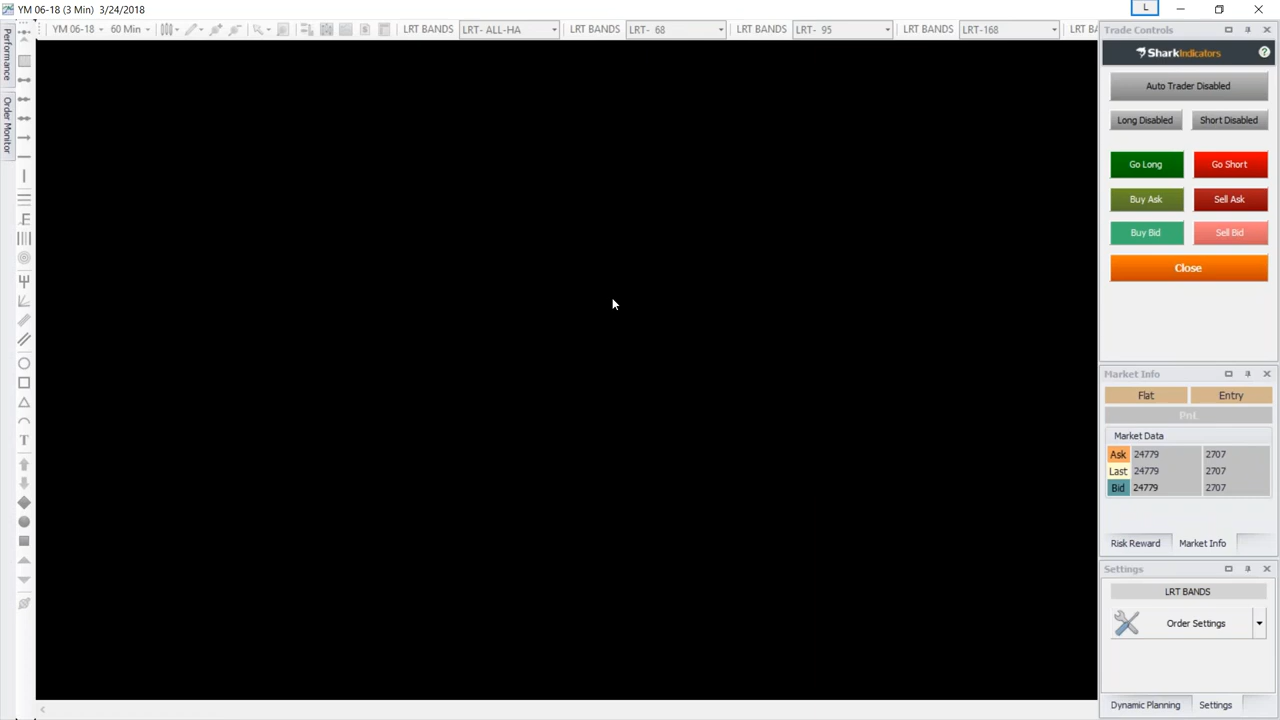 YM 06-18 (3 Min) 3/24/2018
L
YM 06-18 60 Min LRT BANDS LRT- ALL-HA LRT BANDS LRT- 68 LRT BANDS LRT- 95 LRT BANDS LRT-168 LRT BA
Performance
Order Monitor
T
Trade Controls
SharkIndicators ?
Auto Trader Disabled
Long Disabled Short Disabled
Go Long Go Short
Buy Ask Sell Ask
Buy Bid Sell Bid
Close
Market Info
Flat Entry
PnL
Market Data
Ask 24779 2707
Last 24779 2707
Bid 24779 2707
Risk Reward Market Info
Settings
LRT BANDS
Order Settings
Dynamic Planning Settings